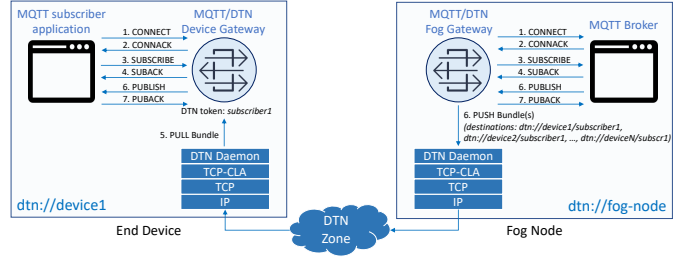 MQTT subscriber
application
1. CONNECT
2. CONNACK
3. SUBSCRIBE
4. SUBACK
6. PUBLISH
7. PUBACK
MQTT/DTN
Device Gateway
DTN token: subscriber1
5. PULL Bundle
DTN Daemon
TCP-CLA
TCP
IP
dtn://device1
End Device
DTN
Zone
MQTT/DTN
Fog Gateway
1. CONNECT
2. CONNACK
3. SUBSCRIBE
4. SUBACK
6. PUBLISH
7. PUBACK
MQTT Broker
6. PUSH Bundle(s)
(destinations: dtn://device1/subscriber1,
dtn://device2/subscriber1, ..., dtn://deviceN/subscr1)
DTN Daemon
TCP-CLA
TCP
IP
dtn://fog-node
Fog Node